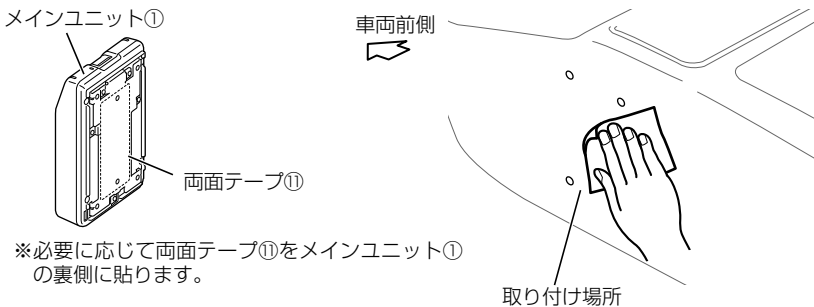 メインユニット①
車両前側
両面テープ⑪
※必要に応じて両面テープ⑪をメインユニット①
の裏側に貼ります。
取り付け場所